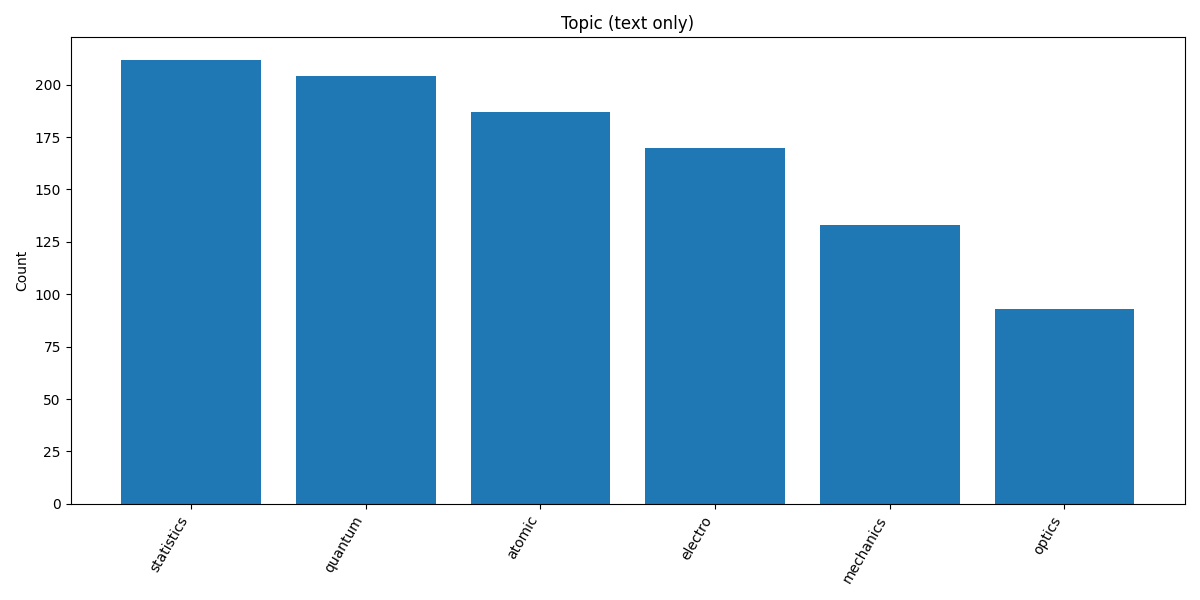 Topic (text only)
Count
200
175
150
125
100
75
50
25
0
statistics
quantum
atomic
electro
mechanics
optics